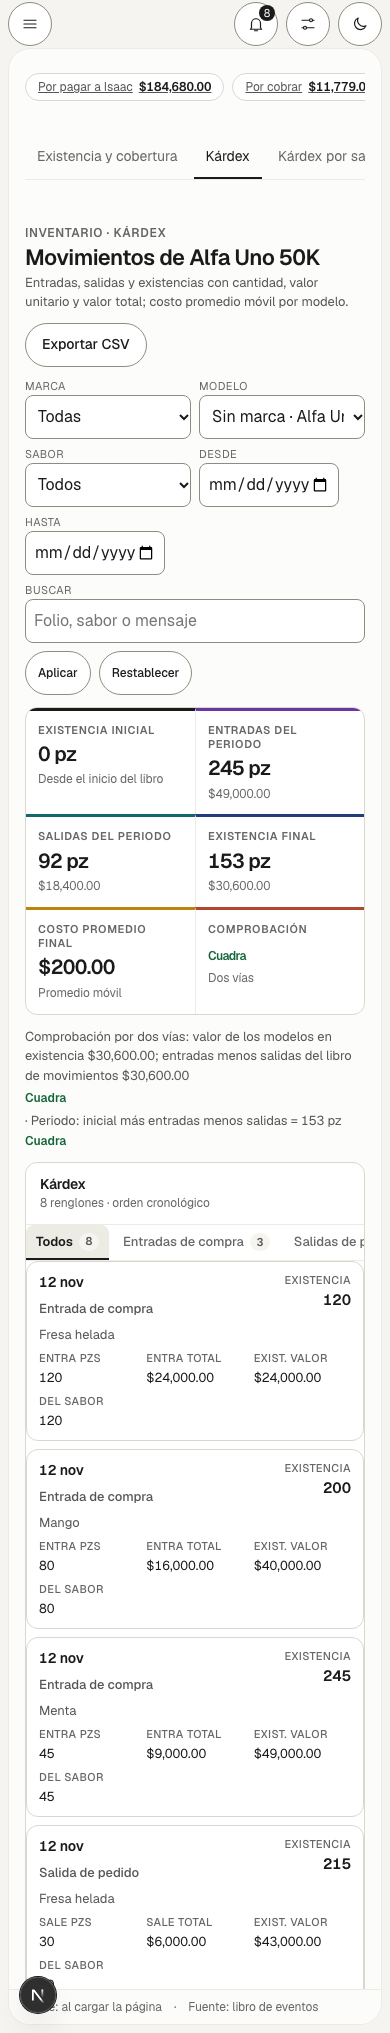 8
Por pagar a Isaac $184,680.00 Por cobrar $11,779.0
Existencia y cobertura Kárdex Kárdex por sa
INVENTARIO · KÁRDEX
Movimientos de Alfa Uno 50K
Entradas, salidas y existencias con cantidad, valor
unitario y valor total; costo promedio móvil por modelo.
Exportar CSV
MARCA MODELO
Todas Sin marca · Alfa Ur
SABOR DESDE
Todos mm/dd/yyyy
HASTA
mm/dd/yyyy
BUSCAR
Folio, sabor o mensaje
Aplicar Restablecer
EXISTENCIA INICIAL
0 pz
Desde el inicio del libro
ENTRADAS DEL
PERIODO
245 pz
$49,000.00
SALIDAS DEL PERIODO
92 pz
$18,400.00
EXISTENCIA FINAL
153 pz
$30,600.00
COSTO PROMEDIO
FINAL
$200.00
Promedio móvil
COMPROBACIÓN
Cuadra
Dos vías
Comprobación por dos vías: valor de los modelos en
existencia $30,600.00; entradas menos salidas del libro
de movimientos $30,600.00
Cuadra
· Periodo: inicial más entradas menos salidas = 153 pz
Cuadra
Kárdex
8 renglones · orden cronológico
Todos 8 Entradas de compra 3 Salidas de p
12 nov EXISTENCIA
Entrada de compra 120
Fresa helada
ENTRA PZS ENTRA TOTAL EXIST. VALOR
120 $24,000.00 $24,000.00
DEL SABOR
120
12 nov EXISTENCIA
Entrada de compra 200
Mango
ENTRA PZS ENTRA TOTAL EXIST. VALOR
80 $16,000.00 $40,000.00
DEL SABOR
80
12 nov EXISTENCIA
Entrada de compra 245
Menta
ENTRA PZS ENTRA TOTAL EXIST. VALOR
45 $9,000.00 $49,000.00
DEL SABOR
45
12 nov EXISTENCIA
Salida de pedido 215
Fresa helada
SALE PZS SALE TOTAL EXIST. VALOR
30 $6,000.00 $43,000.00
DEL SABOR
N
al cargar la página · Fuente: libro de eventos